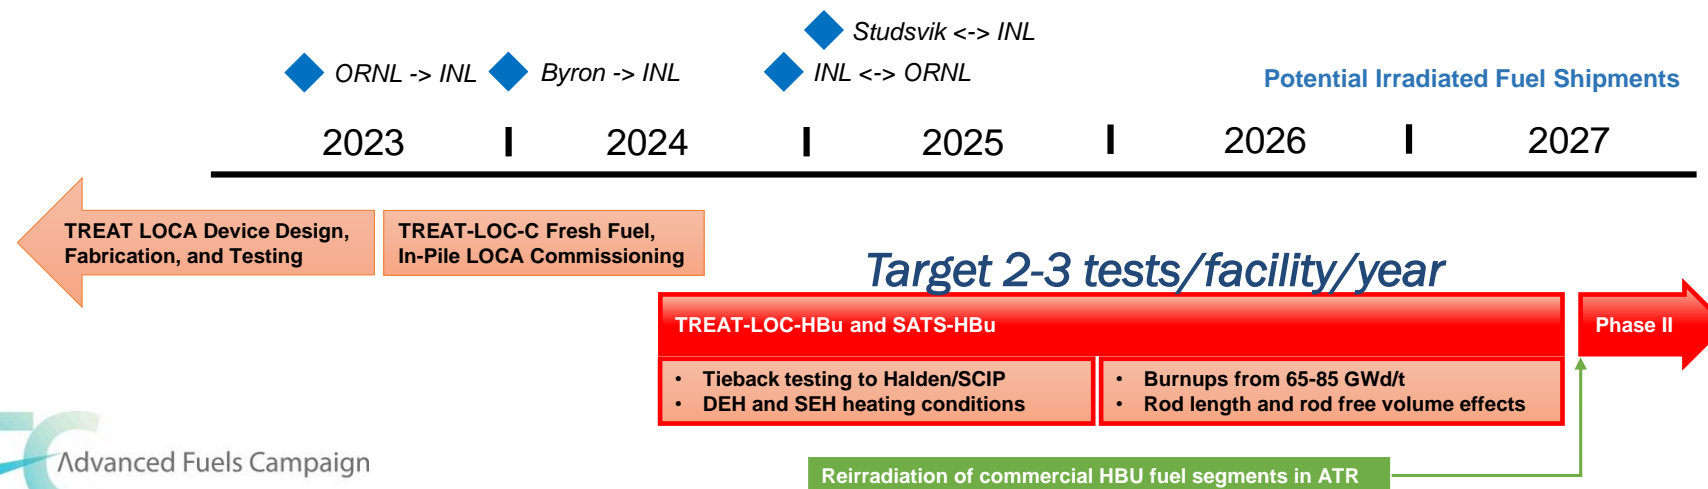 Studsvik <-> INL
ORNL -> INL
Byron -> INL
INL <-> ORNL
Potential Irradiated Fuel Shipments
2023
2024
2025
2026
2027
TREAT LOCA Device Design,
Fabrication, and Testing
TREAT-LOC-C Fresh Fuel,
In-Pile LOCA Commissioning
Target 2-3 tests/facility/year
TREAT-LOC-HBu and SATS-HBu
Phase II
• Tieback testing to Halden/SCIP
• DEH and SEH heating conditions
• Burnups from 65-85 GWd/t
• Rod length and rod free volume effects
Advanced Fuels Campaign
Reirradiation of commercial HBU fuel segments in ATR